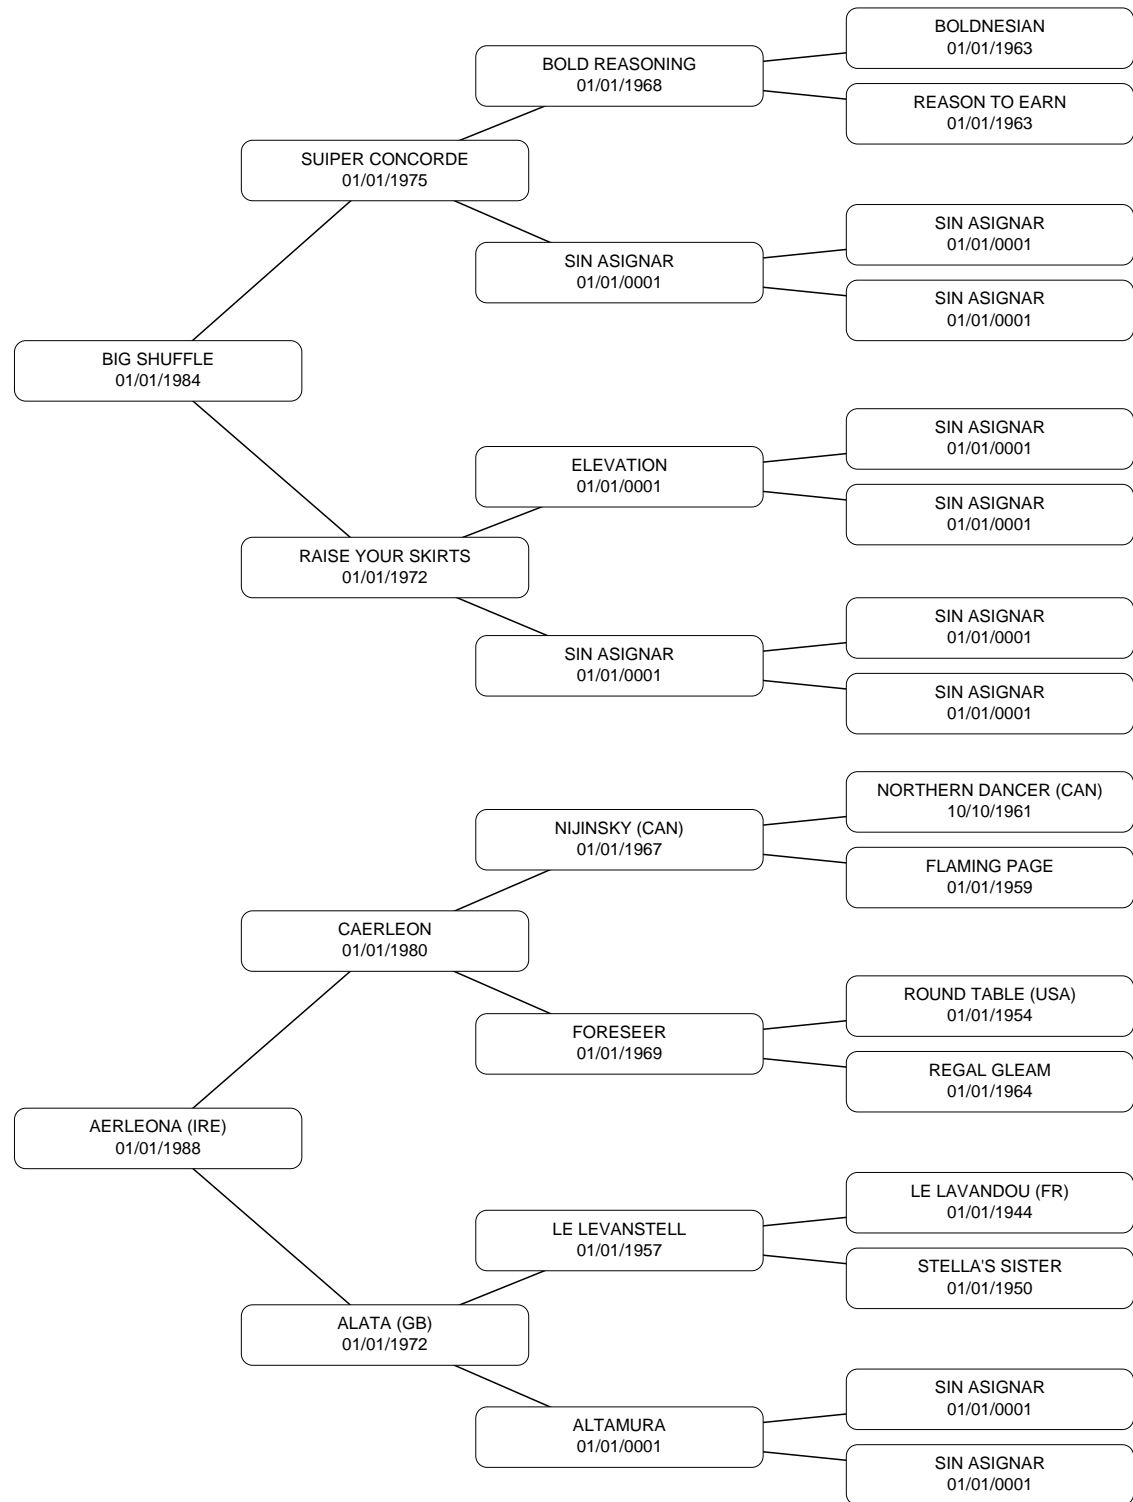 BOLDNESIAN
01/01/1963
BOLD REASONING
01/01/1968
REASON TO EARN
01/01/1963
SUIPER CONCORDE
01/01/1975
SIN ASIGNAR
01/01/0001
SIN ASIGNAR
01/01/0001
SIN ASIGNAR
01/01/0001
BIG SHUFFLE
01/01/1984
SIN ASIGNAR
01/01/0001
ELEVATION
01/01/0001
SIN ASIGNAR
01/01/0001
RAISE YOUR SKIRTS
01/01/1972
SIN ASIGNAR
01/01/0001
SIN ASIGNAR
01/01/0001
SIN ASIGNAR
01/01/0001
NORTHERN DANCER (CAN)
10/10/1961
NIJINSKY (CAN)
01/01/1967
FLAMING PAGE
01/01/1959
CAERLEON
01/01/1980
ROUND TABLE (USA)
01/01/1954
FORESEER
01/01/1969
REGAL GLEAM
01/01/1964
AERLEONA (IRE)
01/01/1988
LE LAVANDOU (FR)
01/01/1944
LE LEVANSTELL
01/01/1957
STELLA'S SISTER
01/01/1950
ALATA (GB)
01/01/1972
SIN ASIGNAR
01/01/0001
ALTAMURA
01/01/0001
SIN ASIGNAR
01/01/0001